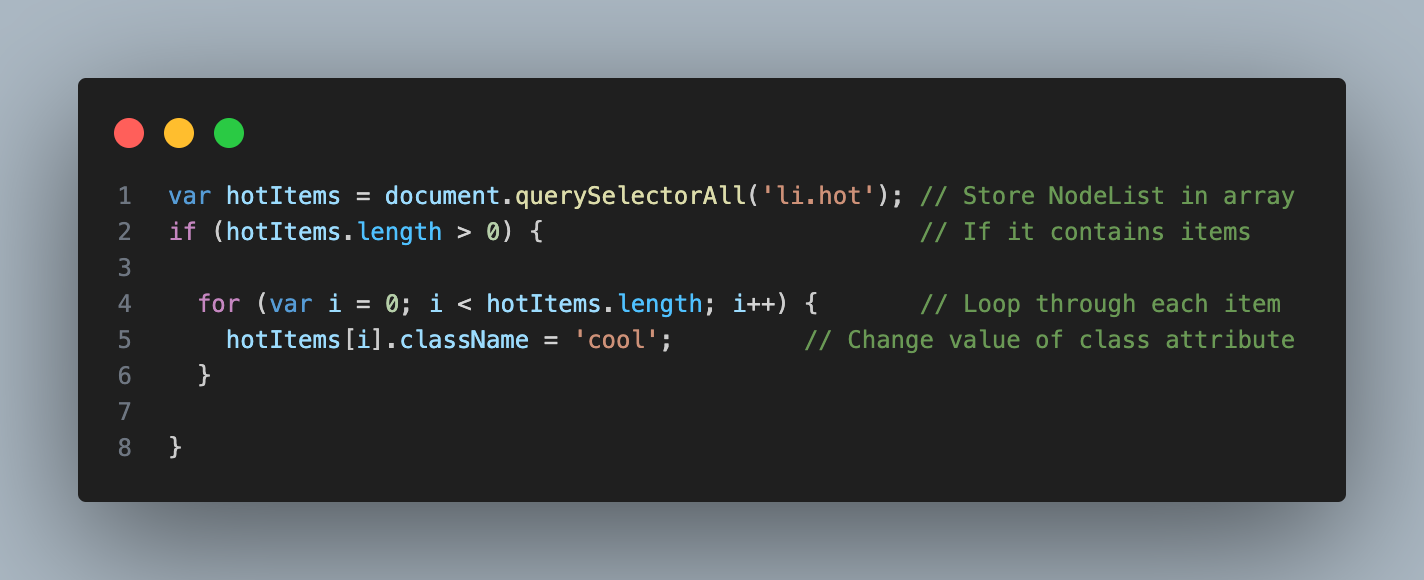 1 var hotItems = document.querySelectorAll('li.hot'); // Store NodeList in array
2 if (hotItems.length > 0) { // If it contains items
3
4 for (var i = 0; i < hotItems.length; i++) { // Loop through each item
5 hotItems[i].className = 'cool'; // Change value of class attribute
6 }
7
8 }